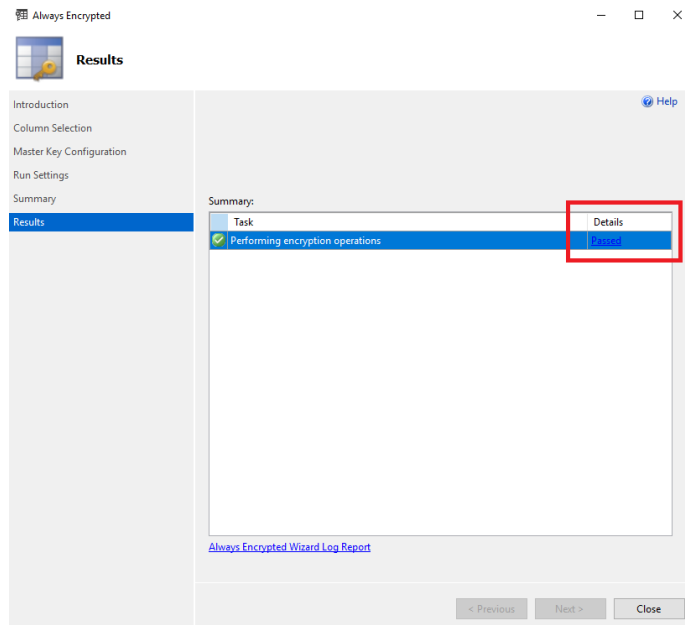 Always Encrypted
Results
Introduction
Column Selection
Master Key Configuration
Run Settings
Summary
Results
Help
Summary:
Task Details
Performing encryption operations Passed
Always Encrypted Wizard Log Report
< Previous Next > Close